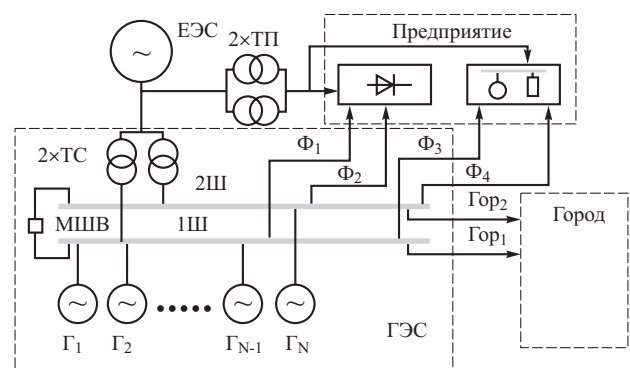 ЕЭС
2×ТП
Предприятие
2×ТС
Ф1
Ф2
Ф3
Ф4
2Ш
МШВ
1Ш
Гор2
Гор1
Город
Г1
Г2
ГN-1
ГN
ГЭС